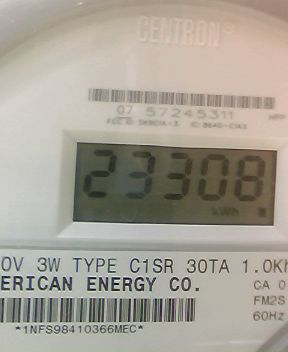 CENTRON®
07 57245311
23308
kWh
0V 3W TYPE C1SR 30TA 1.0K
CA 0
ERICAN ENERGY CO.
FM2S
60Hz
*1NFS98410366MEC*